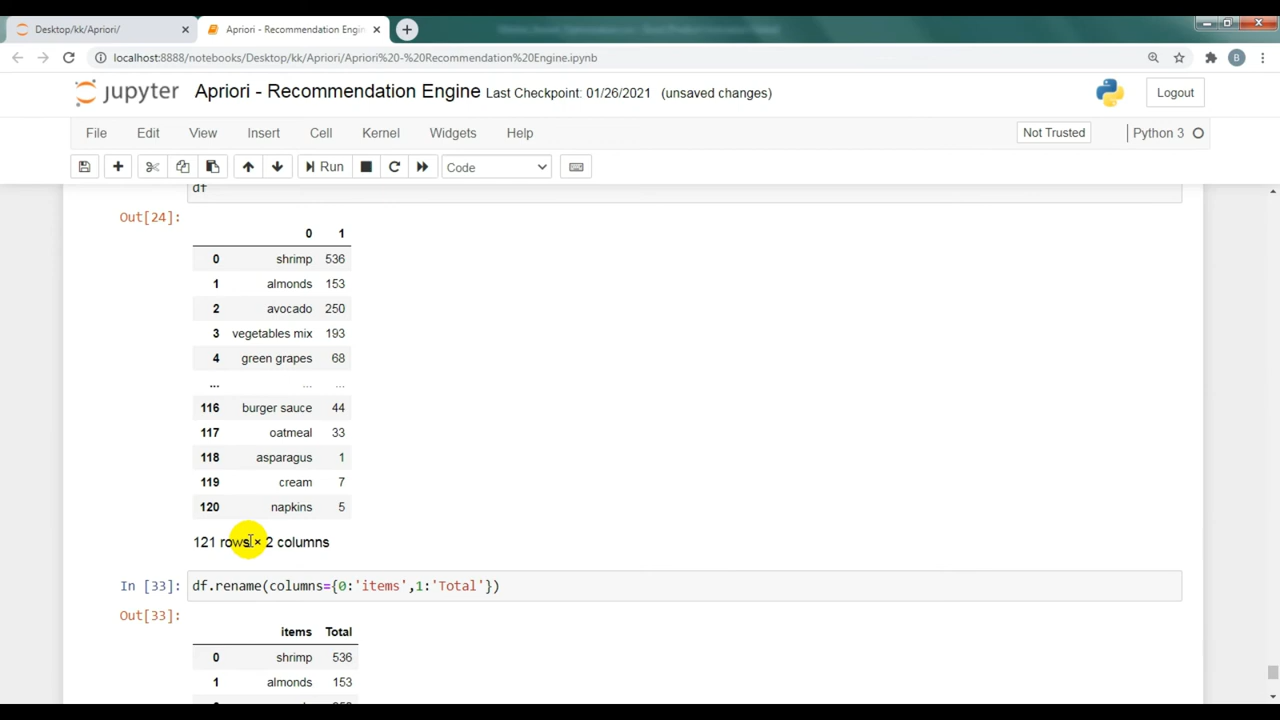 Desktop/kk/Apriori/
Apriori - Recommendation Engin
localhost:8888/notebooks/Desktop/kk/Apriori/Apriori%20-%20Recommendation%20Engine.ipynb
B
jupyter Apriori - Recommendation Engine Last Checkpoint: 01/26/2021 (unsaved changes)
Logout
File Edit View Insert Cell Kernel Widgets Help
Not Trusted
Python 3
Run
Code
df
Out[24]:
0 1
0 shrimp 536
1 almonds 153
2 avocado 250
3 vegetables mix 193
4 green grapes 68
... ... ...
116 burger sauce 44
117 oatmeal 33
118 asparagus 1
119 cream 7
120 napkins 5
121 rows × 2 columns
In [33]: df.rename(columns={0:'items',1:'Total'})
Out[33]:
items Total
0 shrimp 536
1 almonds 153